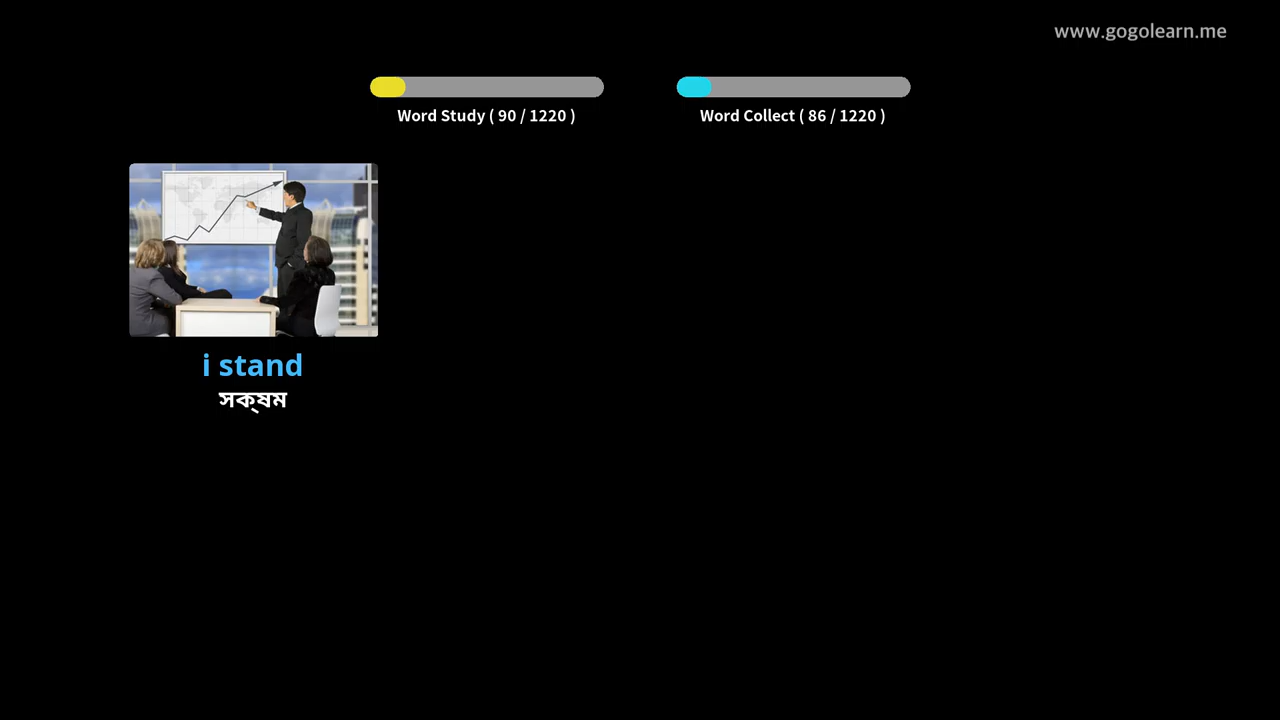 www.gogolearn.me
Word Study ( 90 / 1220 )
Word Collect ( 86 / 1220 )
i stand
সক্ষম